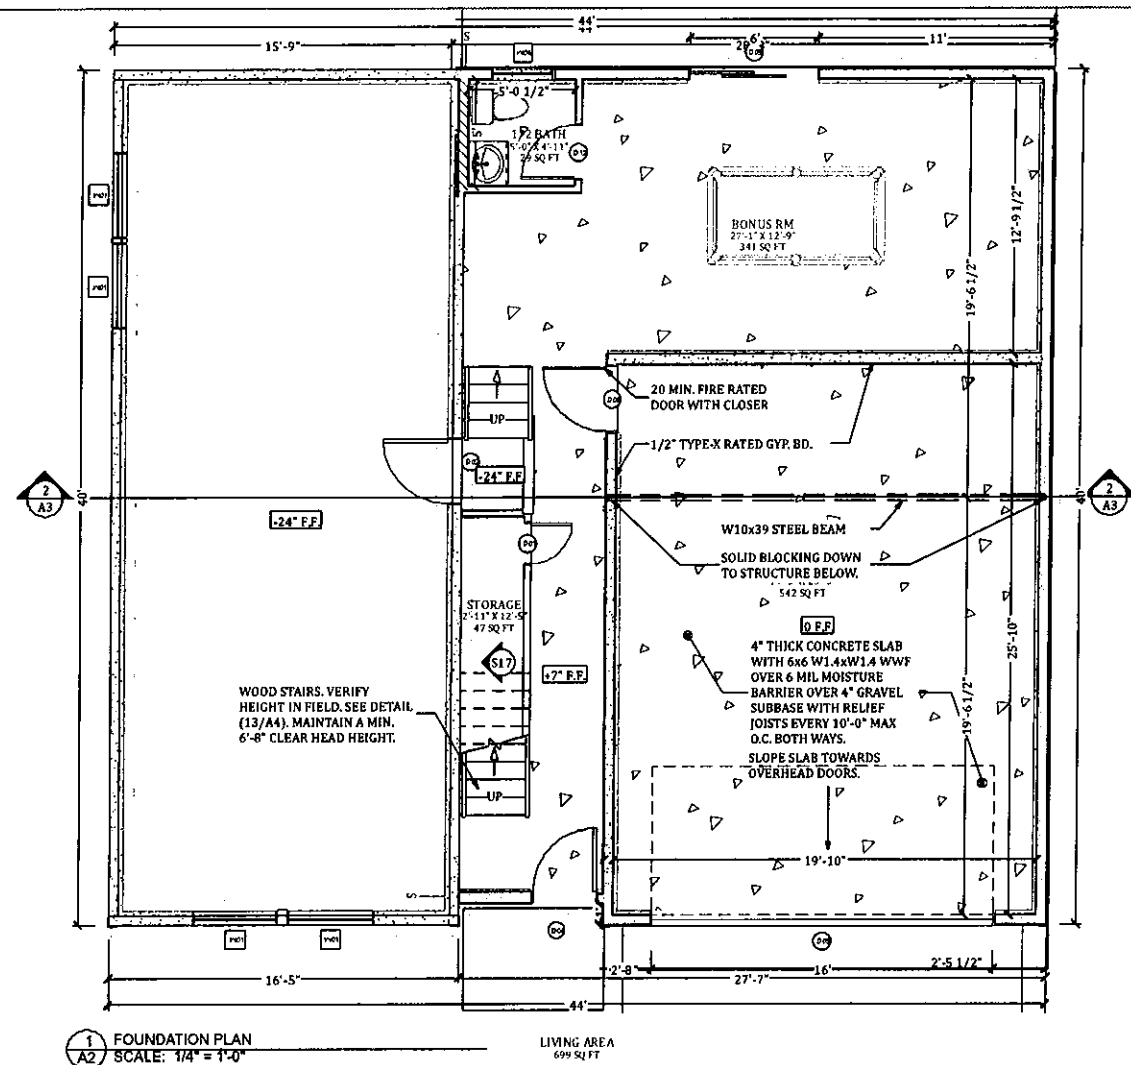 44'
15'-9"
6'
11'
5'-0 1/2"
1/2 BATH
5'-0" X 4'-11"
29 SQ FT
BONUS RM
27'-1" X 12'-9"
341 SQ FT
12'-9 1/2"
19'-6 1/2"
20 MIN. FIRE RATED
DOOR WITH CLOSER
UP
1/2" TYPE-X RATED GYP. BD.
-24" F.F.
2
A3
40'
-24" F.F.
W10x39 STEEL BEAM
2
A3
40'
SOLID BLOCKING DOWN
TO STRUCTURE BELOW.
542 SQ FT
STORAGE
2'-11" X 12'-5"
47 SQ FT
0 F.F.
S17
+7" F.F.
4" THICK CONCRETE SLAB
WITH 6x6 W1.4xW1.4 WWF
OVER 6 MIL MOISTURE
BARRIER OVER 4" GRAVEL
SUBBASE WITH RELIEF
JOISTS EVERY 10'-0" MAX
O.C. BOTH WAYS.
25'-10"
19'-6 1/2"
WOOD STAIRS. VERIFY
HEIGHT IN FIELD. SEE DETAIL
(13/A4). MAINTAIN A MIN.
6'-8" CLEAR HEAD HEIGHT.
SLOPE SLAB TOWARDS
OVERHEAD DOORS.
UP
19'-10"
S
2'-8"
16'
2'-5 1/2"
16'-5"
27'-7"
44'
1
A2
FOUNDATION PLAN
SCALE: 1/4" = 1'-0"
LIVING AREA
699 SQ FT